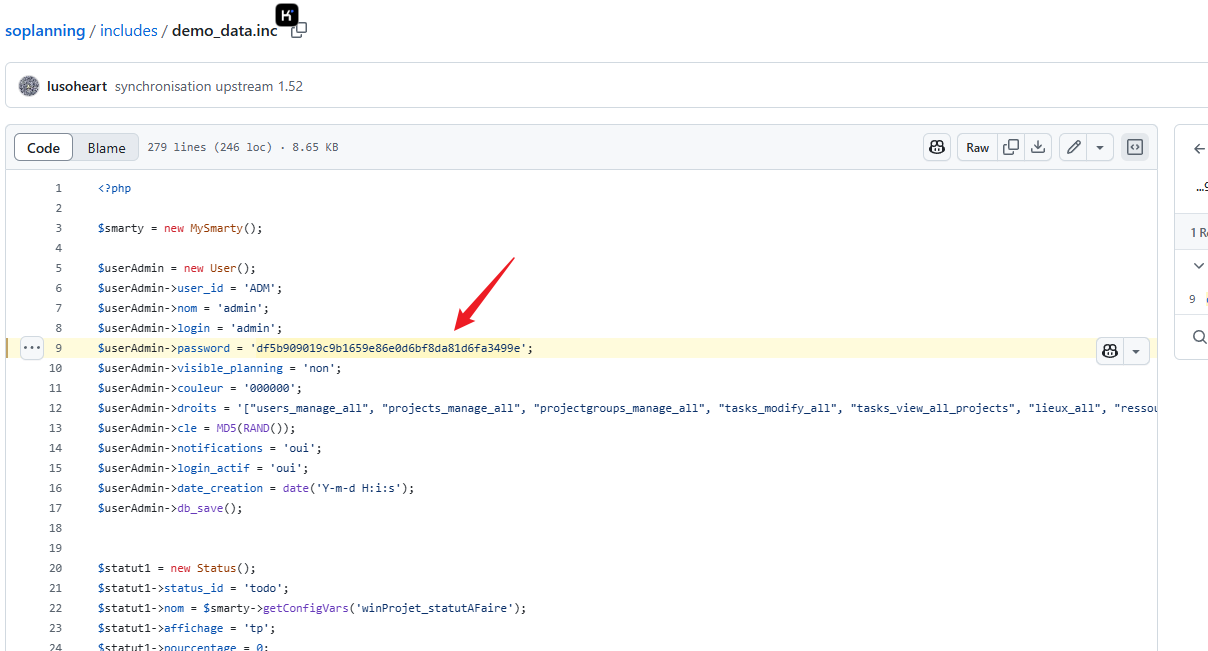 soplanning / includes / demo_data.inc
lusoheart synchronisation upstream 1.52
Code Blame 279 lines (246 loc) · 8.65 KB Raw
1 <?php
2
3 $smarty = new MySmarty();
4
5 $userAdmin = new User();
6 $userAdmin->user_id = 'ADM';
7 $userAdmin->nom = 'admin';
8 $userAdmin->login = 'admin';
9 $userAdmin->password = 'df5b909019c9b1659e86e0d6bf8da81d6fa3499e';
10 $userAdmin->visible_planning = 'non';
11 $userAdmin->couleur = '000000';
12 $userAdmin->droits = '["users_manage_all", "projects_manage_all", "projectgroups_manage_all", "tasks_modify_all", "tasks_view_all_projects", "lieux_all", "ressou
13 $userAdmin->cle = MD5(RAND());
14 $userAdmin->notifications = 'oui';
15 $userAdmin->login_actif = 'oui';
16 $userAdmin->date_creation = date('Y-m-d H:i:s');
17 $userAdmin->db_save();
18
19
20 $statut1 = new Status();
21 $statut1->status_id = 'todo';
22 $statut1->nom = $smarty->getConfigVars('winProjet_statutAFaire');
23 $statut1->affichage = 'tp';
24 $statut1->pourcentage = 0;
...9
1 Re
9